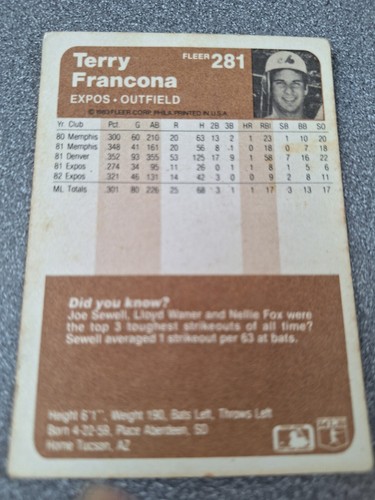 Terry
Francona
FLEER 281
EXPOS • OUTFIELD
© 1983 FLEER CORP. PHILA. PRINTED IN U.S.A.
Yr. Club Pct. G AB R H 2B 3B HR RBI SB BB SO
80 Memphis .300 60 210 20 63 13 2 1 23 1 10 20
81 Memphis .348 41 161 20 56 8 1 0 18 0 7 18
81 Denver .352 93 355 53 125 17 9 1 58 7 16 22
81 Expos .274 34 95 11 26 0 1 1 8 1 5 6
82 Expos .321 46 131 14 42 3 0 0 9 2 8 11
ML Totals .301 80 226 25 68 3 1 1 17 3 13 17
Did you know?
Joe Sewell, Lloyd Waner and Nellie Fox were
the top 3 toughest strikeouts of all time?
Sewell averaged 1 strikeout per 63 at bats.
Height 6'1", Weight 190, Bats Left, Throws Left
Born 4-22-59, Place Aberdeen, SD
Home Tucson, AZ